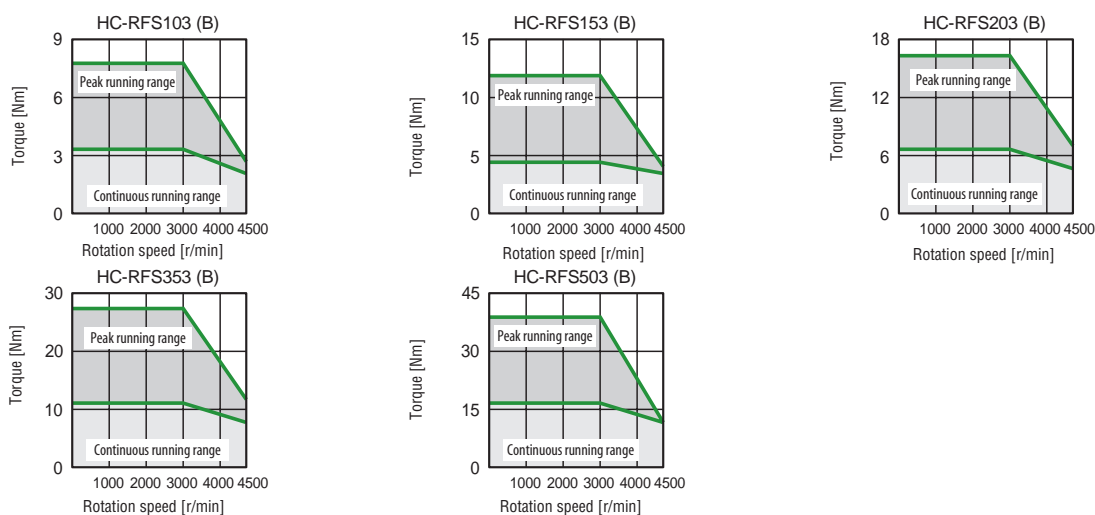 HC-RFS103 (B)
9
6
3
0
Torque [Nm]
Peak running range
Continuous running range
1000 2000 3000 4000 4500
Rotation speed [r/min]
HC-RFS153 (B)
15
10
5
0
Torque [Nm]
Peak running range
Continuous running range
1000 2000 3000 4000 4500
Rotation speed [r/min]
HC-RFS203 (B)
18
12
6
0
Torque [Nm]
Peak running range
Continuous running range
1000 2000 3000 4000 4500
Rotation speed [r/min]
HC-RFS353 (B)
30
20
10
0
Torque [Nm]
Peak running range
Continuous running range
1000 2000 3000 4000 4500
Rotation speed [r/min]
HC-RFS503 (B)
45
30
15
0
Torque [Nm]
Peak running range
Continuous running range
1000 2000 3000 4000 4500
Rotation speed [r/min]